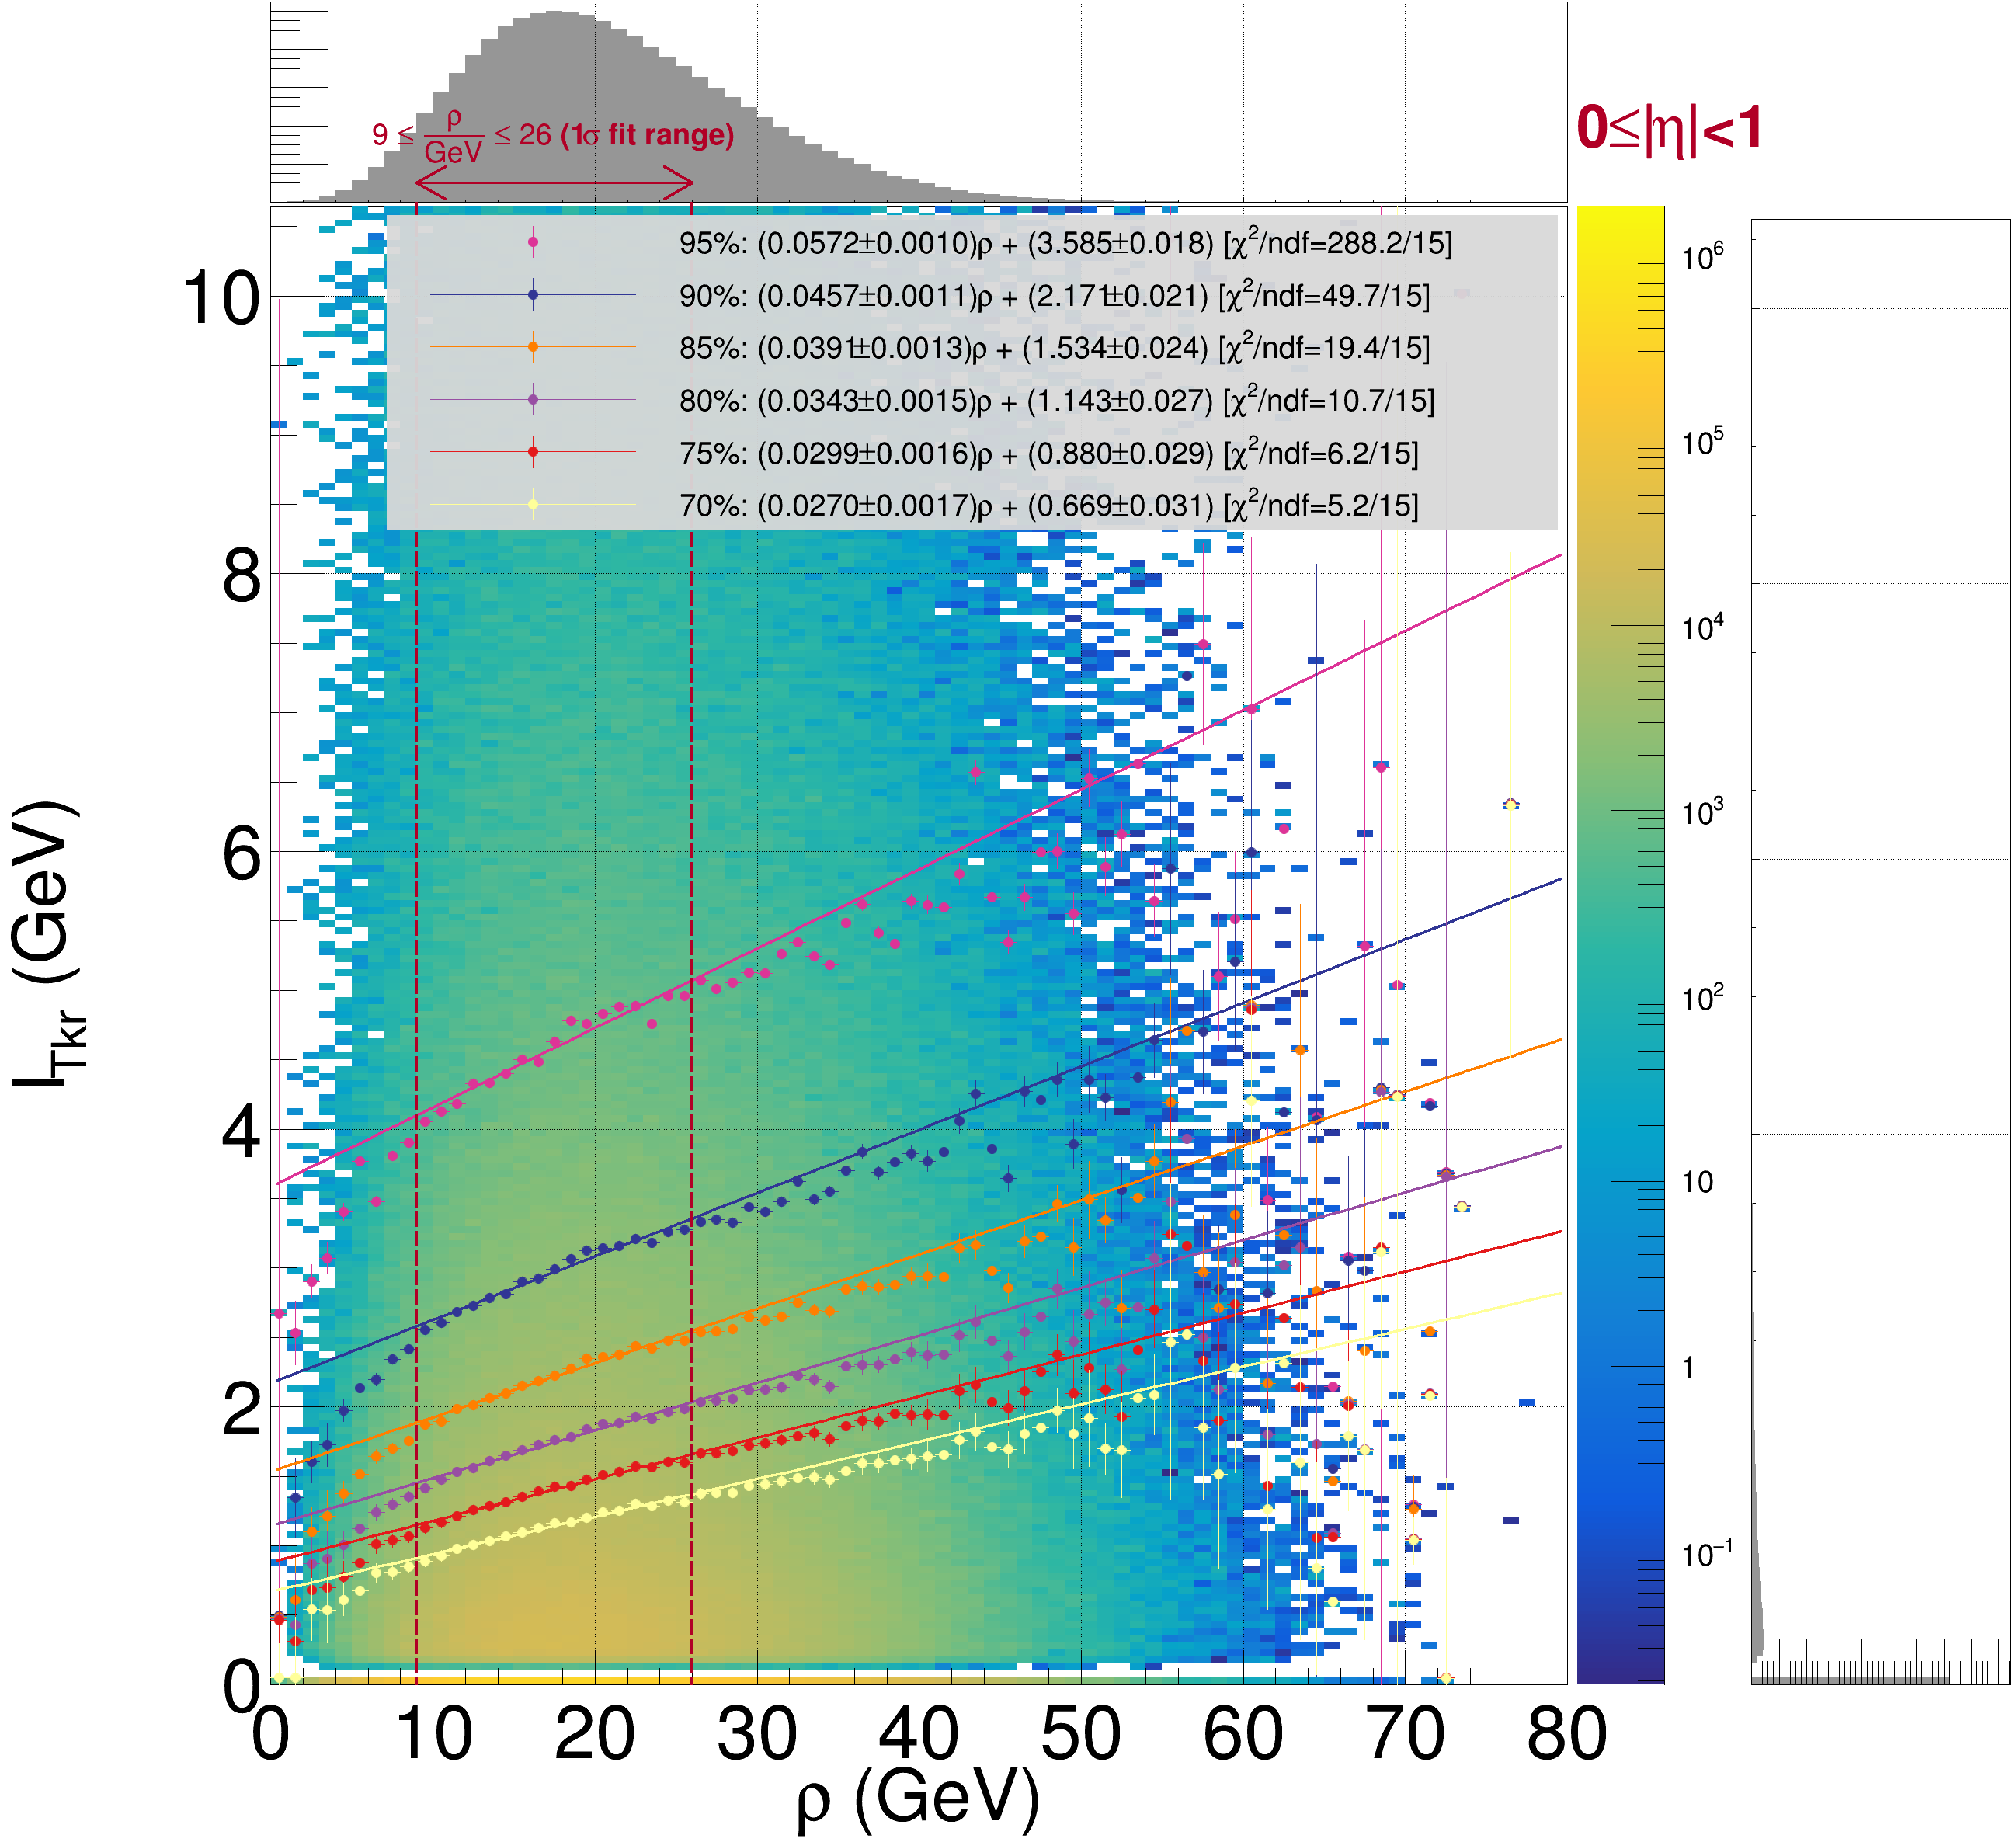 9 ≤ ρ/GeV ≤ 26 (1σ fit range)
0≤|η|<1
95%: (0.0572±0.0010)ρ + (3.585±0.018) [χ²/ndf=288.2/15]
90%: (0.0457±0.0011)ρ + (2.171±0.021) [χ²/ndf=49.7/15]
85%: (0.0391±0.0013)ρ + (1.534±0.024) [χ²/ndf=19.4/15]
80%: (0.0343±0.0015)ρ + (1.143±0.027) [χ²/ndf=10.7/15]
75%: (0.0299±0.0016)ρ + (0.880±0.029) [χ²/ndf=6.2/15]
70%: (0.0270±0.0017)ρ + (0.669±0.031) [χ²/ndf=5.2/15]
10
8
6
4
2
0
I_Tkr (GeV)
0 10 20 30 40 50 60 70 80
ρ (GeV)
10⁶
10⁵
10⁴
10³
10²
10
1
10⁻¹